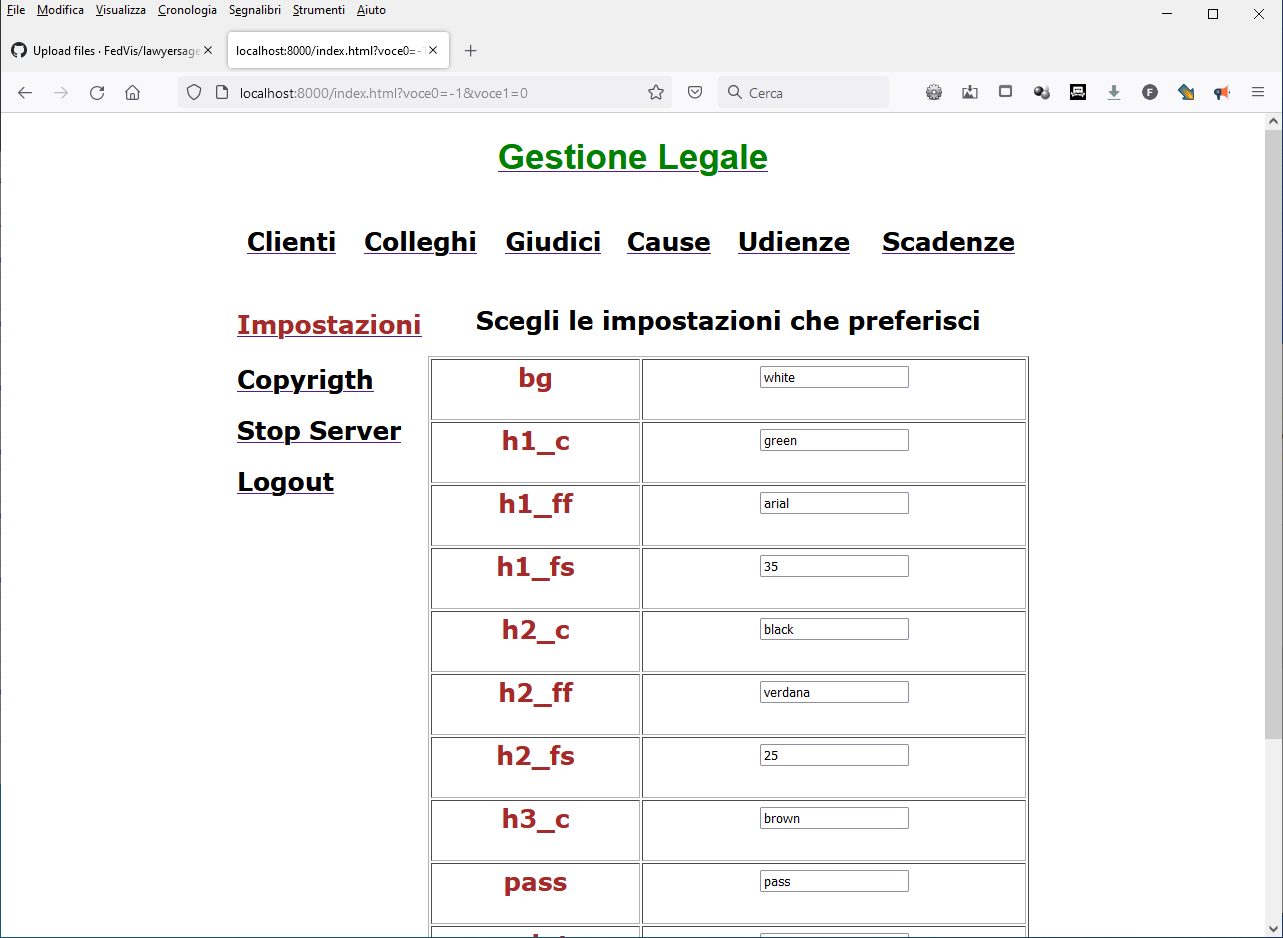 File Modifica Visualizza Cronologia Segnalibri Strumenti Aiuto
Upload files · FedVis/lawyersage localhost:8000/index.html?voce0=-1
localhost:8000/index.html?voce0=-1&voce1=0 Cerca
Gestione Legale
Clienti Colleghi Giudici Cause Udienze Scadenze
Impostazioni Scegli le impostazioni che preferisci
Copyrigth
Stop Server
Logout
bg white
h1_c green
h1_ff arial
h1_fs 35
h2_c black
h2_ff verdana
h2_fs 25
h3_c brown
pass pass